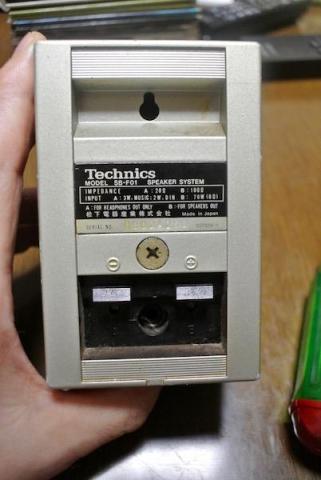 Technics
MODEL SB-F01 SPEAKER SYSTEM
IMPEDANCE A : 20Ω B : 100Ω
INPUT A : 3W.MUSIC; 2W.DIN B : 70W(8Ω)
A : FOR HEADPHONES OUT ONLY B : FOR SPEAKERS OUT
松下電器産業株式会社 Made in Japan
SERIAL NO.
⊖ ⊕